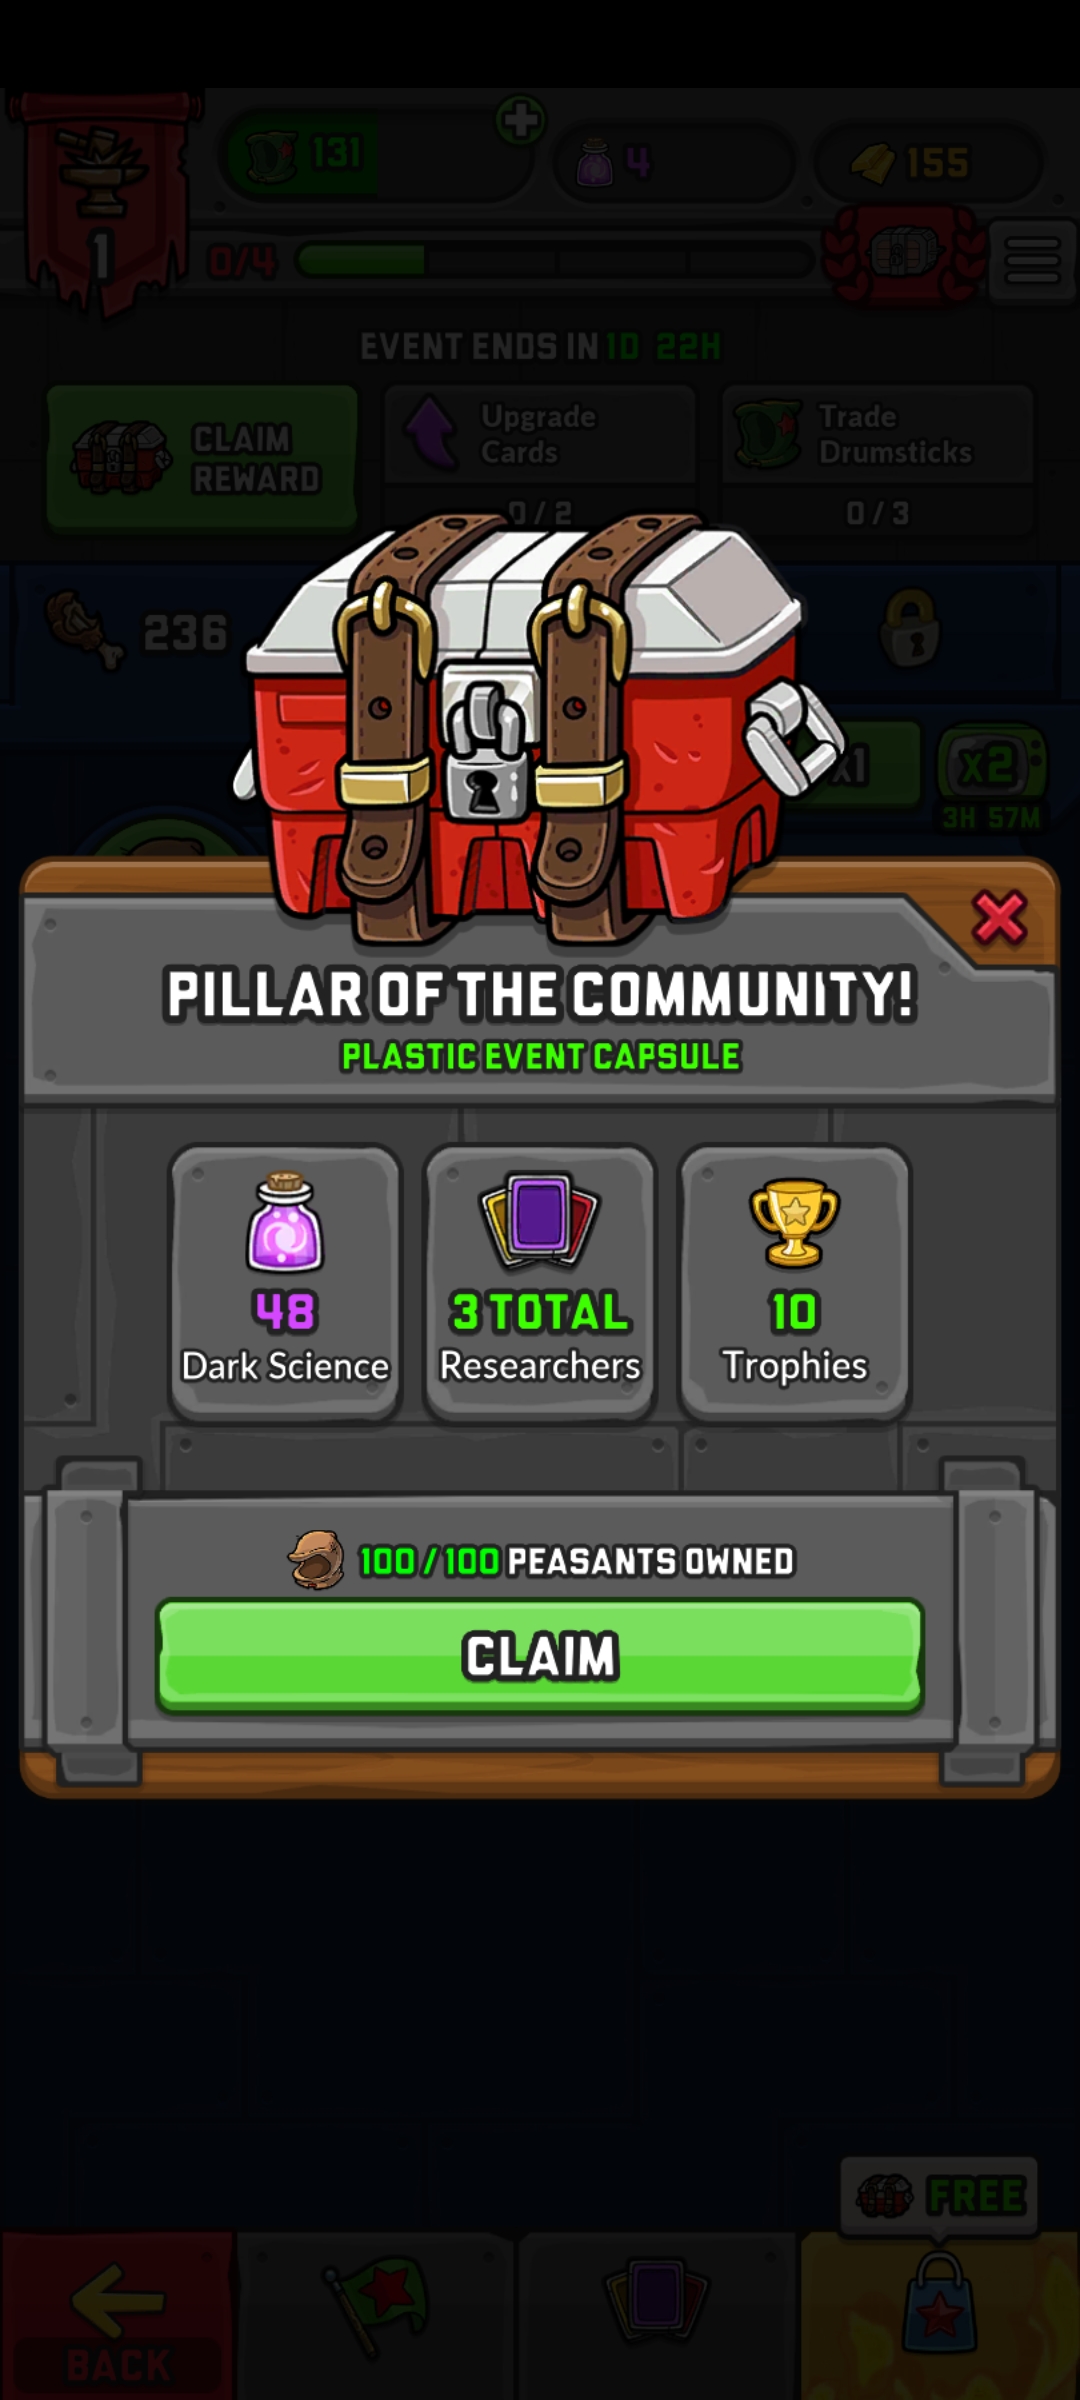 131
4
155
1
0/4
EVENT ENDS IN 1D 22H
CLAIM
REWARD
Upgrade
Cards
0/2
Trade
Drumsticks
0/3
236
x1
x2
3H 57M
PILLAR OF THE COMMUNITY!
PLASTIC EVENT CAPSULE
48
Dark Science
3 TOTAL
Researchers
10
Trophies
100/100 PEASANTS OWNED
CLAIM
FREE
BACK